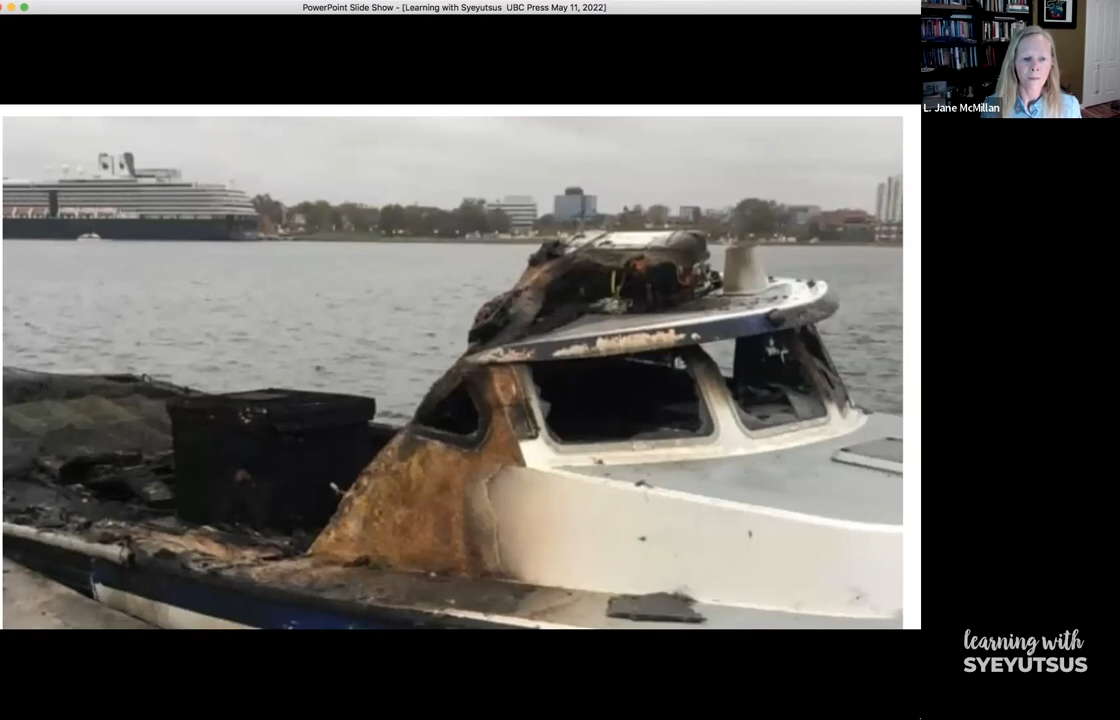 PowerPoint Slide Show - [Learning with Syeyutsus  UBC Press May 11, 2022]
L. Jane McMillan
learning with
SYEYUTSUS